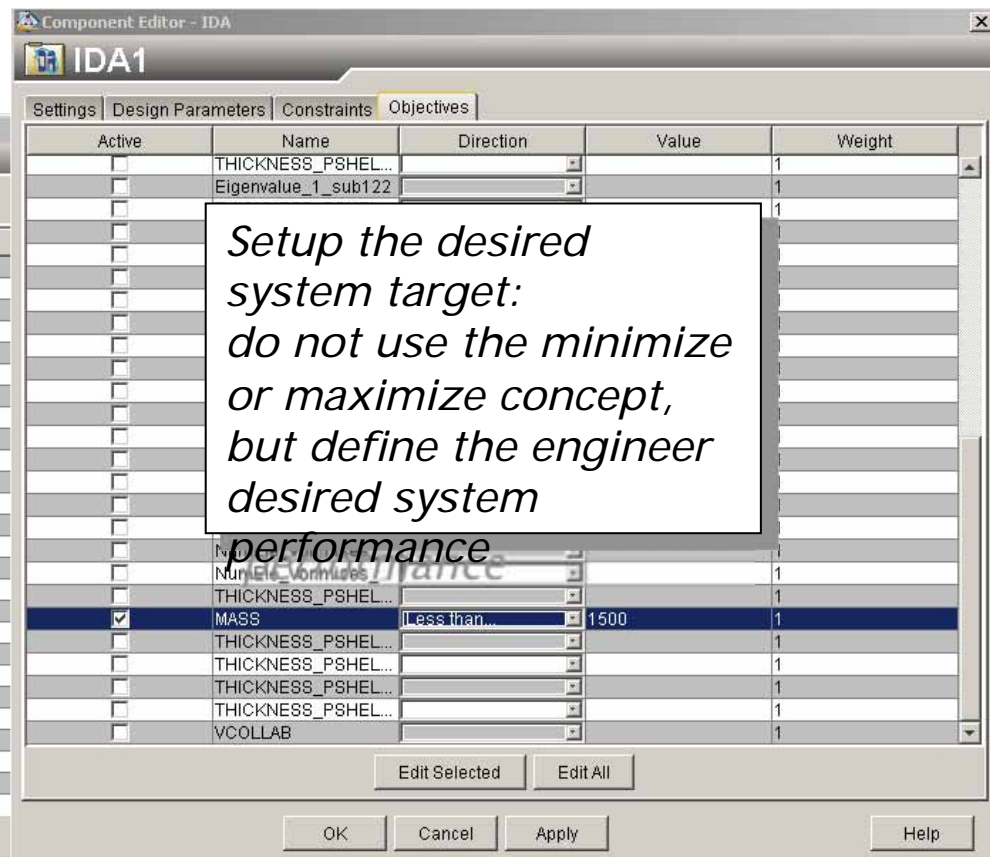 Component Editor - IDA
IDA1
Settings Design Parameters Constraints Objectives
Active Name Direction Value Weight
THICKNESS_PSHEL... 1
Eigenvalue_1_sub122 1
1
Setup the desired
system target:
do not use the minimize
or maximize concept,
but define the engineer
desired system
performance
1
THICKNESS_PSHEL... 1
MASS Less than... 1500 1
THICKNESS_PSHEL... 1
THICKNESS_PSHEL... 1
THICKNESS_PSHEL... 1
THICKNESS_PSHEL... 1
VCOLLAB 1
Edit Selected Edit All
OK Cancel Apply Help